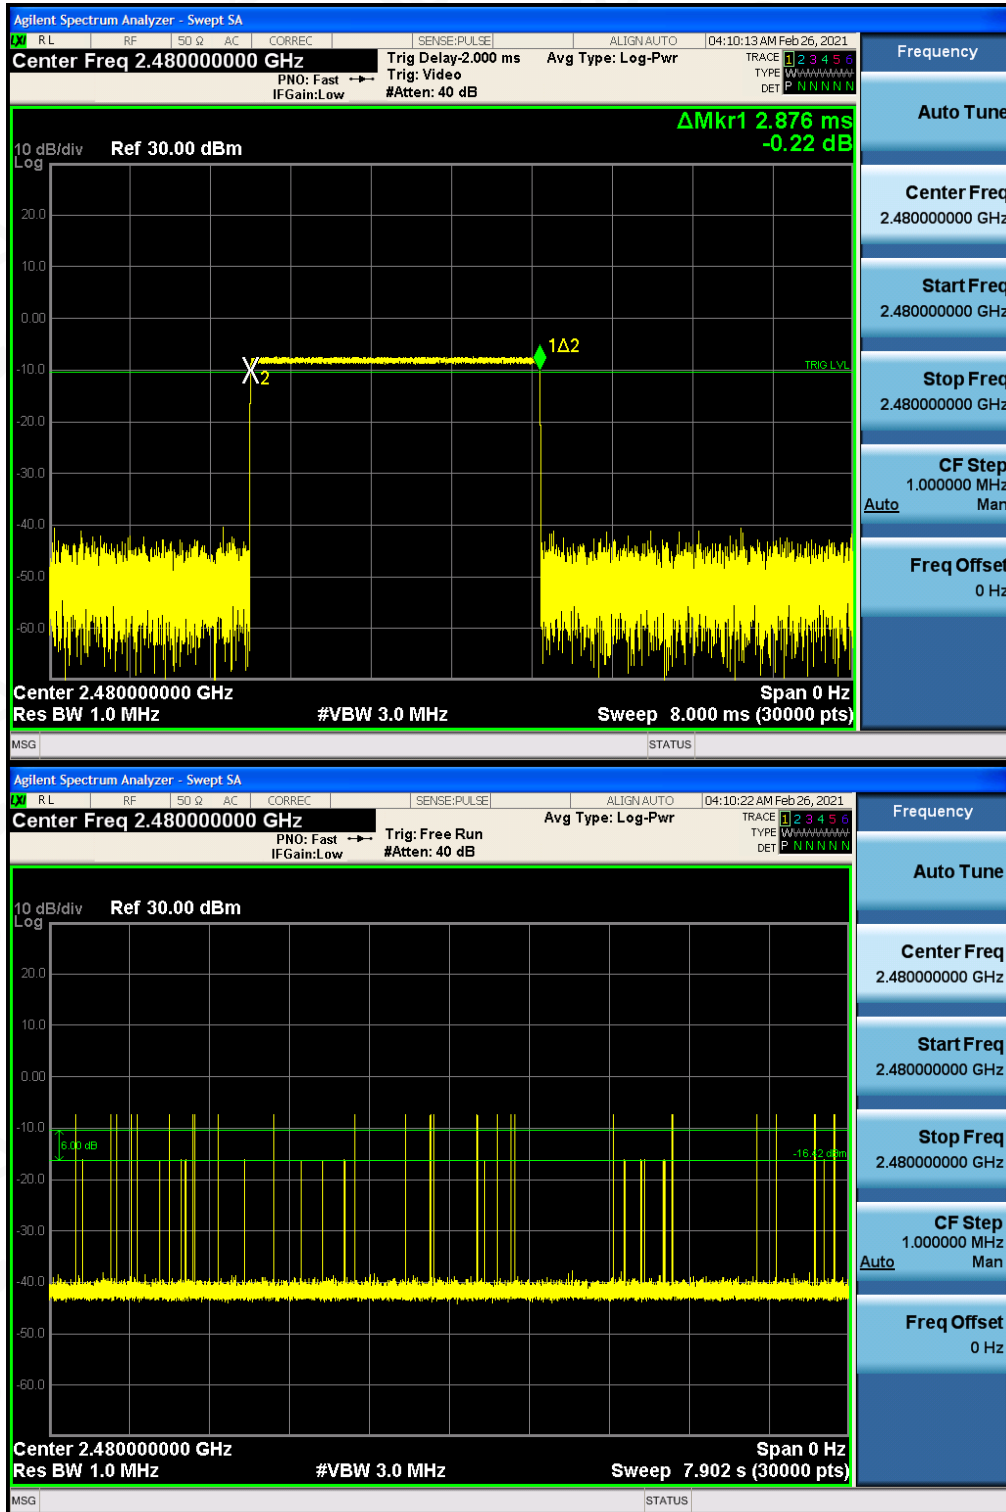 Agilent Spectrum Analyzer - Swept SA
LXI RL RF 50 Ω AC CORREC SENSE:PULSE ALIGN AUTO 04:10:13 AM Feb 26, 2021
Center Freq 2.480000000 GHz
PNO: Fast
IFGain:Low
Trig Delay-2.000 ms
Trig: Video
#Atten: 40 dB
Avg Type: Log-Pwr
TRACE 1 2 3 4 5 6
TYPE WWWWWW
DET P N N N N N
ΔMkr1 2.876 ms
-0.22 dB
10 dB/div Ref 30.00 dBm
Log
20.0
10.0
0.00
-10.0
-20.0
-30.0
-40.0
-50.0
-60.0
1Δ2
2
TRIG LVL
Center 2.480000000 GHz Span 0 Hz
Res BW 1.0 MHz #VBW 3.0 MHz Sweep 8.000 ms (30000 pts)
MSG STATUS
Frequency
Auto Tune
Center Freq
2.480000000 GHz
Start Freq
2.480000000 GHz
Stop Freq
2.480000000 GHz
CF Step
1.000000 MHz
Auto Man
Freq Offset
0 Hz
Agilent Spectrum Analyzer - Swept SA
LXI RL RF 50 Ω AC CORREC SENSE:PULSE ALIGN AUTO 04:10:22 AM Feb 26, 2021
Center Freq 2.480000000 GHz
PNO: Fast
IFGain:Low
Trig: Free Run
#Atten: 40 dB
Avg Type: Log-Pwr
TRACE 1 2 3 4 5 6
TYPE WWWWWW
DET P N N N N N
10 dB/div Ref 30.00 dBm
Log
20.0
10.0
0.00
-10.0
-20.0
-30.0
-40.0
-50.0
-60.0
6.00 dB
-16.42 dBm
Center 2.480000000 GHz Span 0 Hz
Res BW 1.0 MHz #VBW 3.0 MHz Sweep 7.902 s (30000 pts)
MSG STATUS
Frequency
Auto Tune
Center Freq
2.480000000 GHz
Start Freq
2.480000000 GHz
Stop Freq
2.480000000 GHz
CF Step
1.000000 MHz
Auto Man
Freq Offset
0 Hz